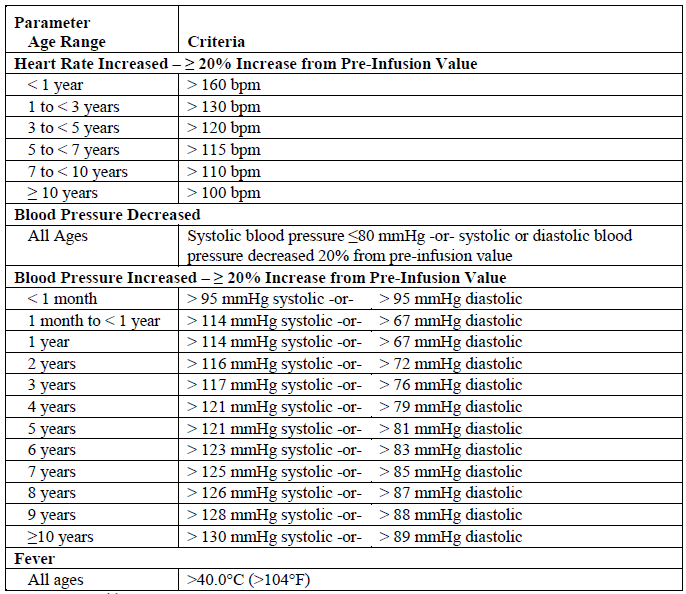 Parameter
Age Range Criteria
Heart Rate Increased – ≥ 20% Increase from Pre-Infusion Value
< 1 year > 160 bpm
1 to < 3 years > 130 bpm
3 to < 5 years > 120 bpm
5 to < 7 years > 115 bpm
7 to < 10 years > 110 bpm
≥ 10 years > 100 bpm
Blood Pressure Decreased
All Ages Systolic blood pressure ≤80 mmHg -or- systolic or diastolic blood
pressure decreased 20% from pre-infusion value
Blood Pressure Increased – ≥ 20% Increase from Pre-Infusion Value
< 1 month > 95 mmHg systolic -or- > 95 mmHg diastolic
1 month to < 1 year > 114 mmHg systolic -or- > 67 mmHg diastolic
1 year > 114 mmHg systolic -or- > 67 mmHg diastolic
2 years > 116 mmHg systolic -or- > 72 mmHg diastolic
3 years > 117 mmHg systolic -or- > 76 mmHg diastolic
4 years > 121 mmHg systolic -or- > 79 mmHg diastolic
5 years > 121 mmHg systolic -or- > 81 mmHg diastolic
6 years > 123 mmHg systolic -or- > 83 mmHg diastolic
7 years > 125 mmHg systolic -or- > 85 mmHg diastolic
8 years > 126 mmHg systolic -or- > 87 mmHg diastolic
9 years > 128 mmHg systolic -or- > 88 mmHg diastolic
≥10 years > 130 mmHg systolic -or- > 89 mmHg diastolic
Fever
All ages >40.0°C (>104°F)